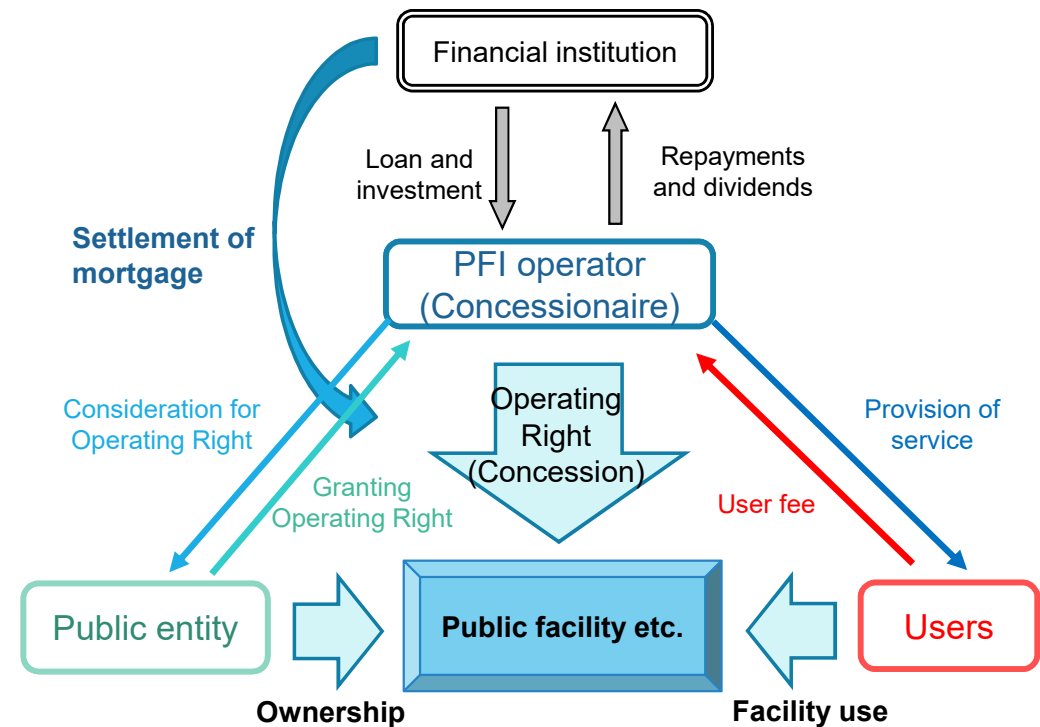 Financial institution
Loan and
investment
Repayments
and dividends
Settlement of
mortgage
PFI operator
(Concessionaire)
Consideration for
Operating Right
Granting
Operating Right
Operating
Right
(Concession)
User fee
Provision of
service
Public entity
Public facility etc.
Users
Ownership
Facility use